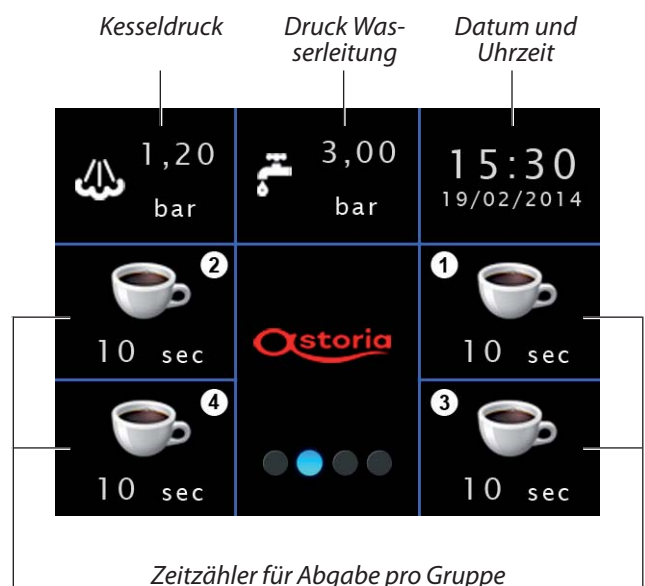 Kesseldruck
Druck Was-
serleitung
Datum und
Uhrzeit
1,20
bar
3,00
bar
15:30
19/02/2014
2
10 sec
astoria
1
10 sec
4
10 sec
3
10 sec
Zeitzähler für Abgabe pro Gruppe